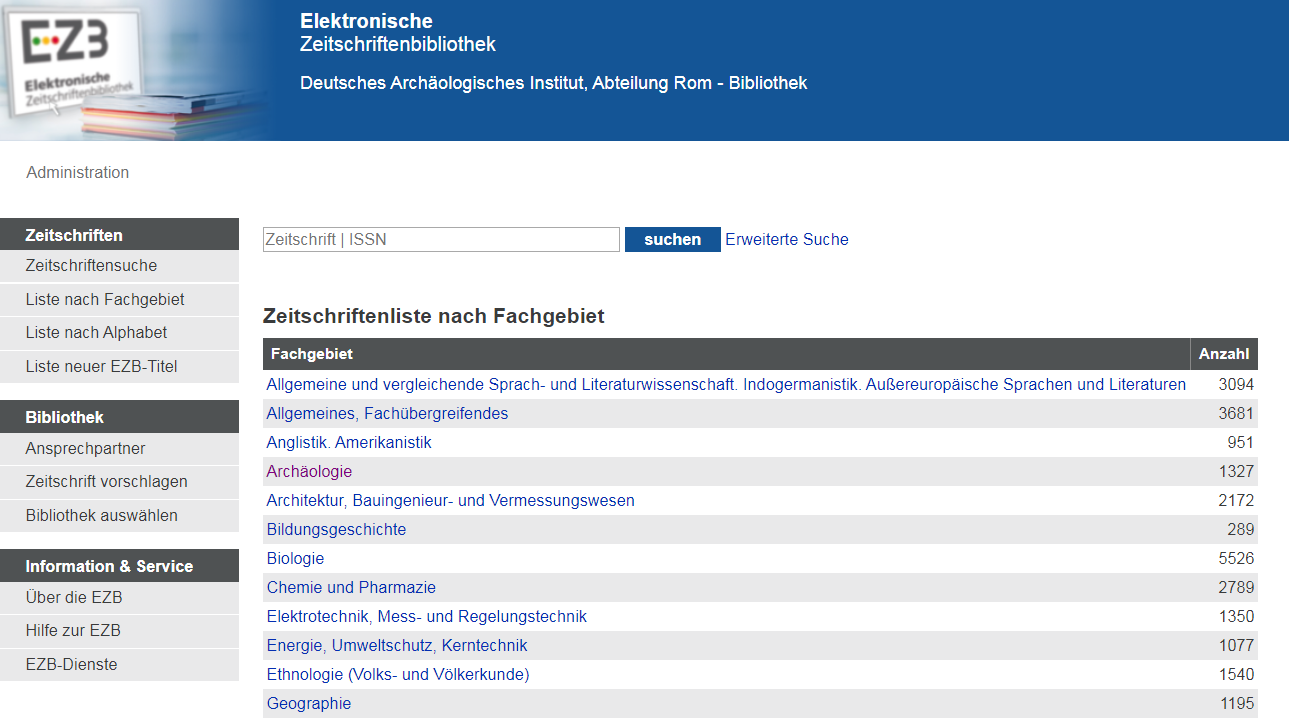 EZB
Elektronische
Zeitschriftenbibliothek
Elektronische
Zeitschriftenbibliothek
Deutsches Archäologisches Institut, Abteilung Rom - Bibliothek
Administration
Zeitschriften
Zeitschriftensuche
Liste nach Fachgebiet
Liste nach Alphabet
Liste neuer EZB-Titel
Bibliothek
Ansprechpartner
Zeitschrift vorschlagen
Bibliothek auswählen
Information & Service
Über die EZB
Hilfe zur EZB
EZB-Dienste
Zeitschrift | ISSN suchen Erweiterte Suche
Zeitschriftenliste nach Fachgebiet
Fachgebiet Anzahl
Allgemeine und vergleichende Sprach- und Literaturwissenschaft. Indogermanistik. Außereuropäische Sprachen und Literaturen 3094
Allgemeines, Fachübergreifendes 3681
Anglistik. Amerikanistik 951
Archäologie 1327
Architektur, Bauingenieur- und Vermessungswesen 2172
Bildungsgeschichte 289
Biologie 5526
Chemie und Pharmazie 2789
Elektrotechnik, Mess- und Regelungstechnik 1350
Energie, Umweltschutz, Kerntechnik 1077
Ethnologie (Volks- und Völkerkunde) 1540
Geographie 1195